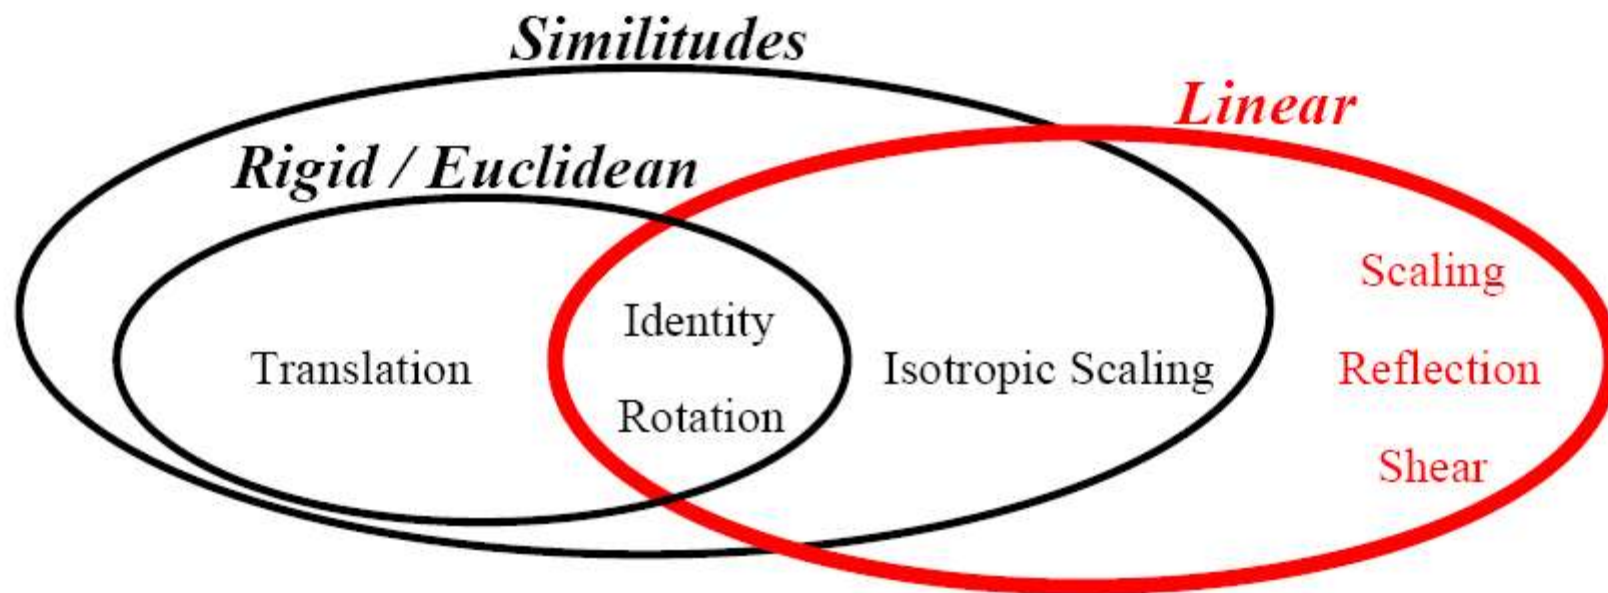 Similitudes
Linear
Rigid / Euclidean
Scaling
Identity
Translation
Isotropic Scaling
Reflection
Rotation
Shear